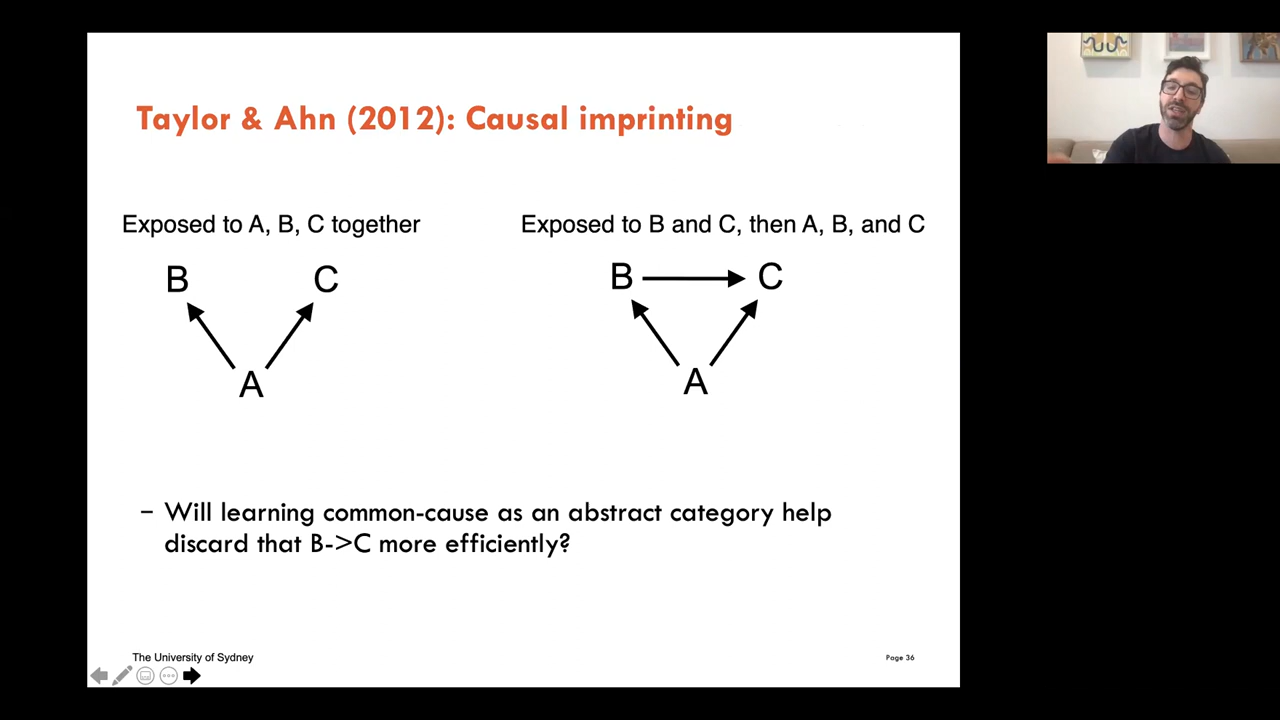 Taylor & Ahn (2012): Causal imprinting
Exposed to A, B, C together
B C
A
Exposed to B and C, then A, B, and C
B C
A
– Will learning common-cause as an abstract category help
discard that B->C more efficiently?
The University of Sydney
Page 36